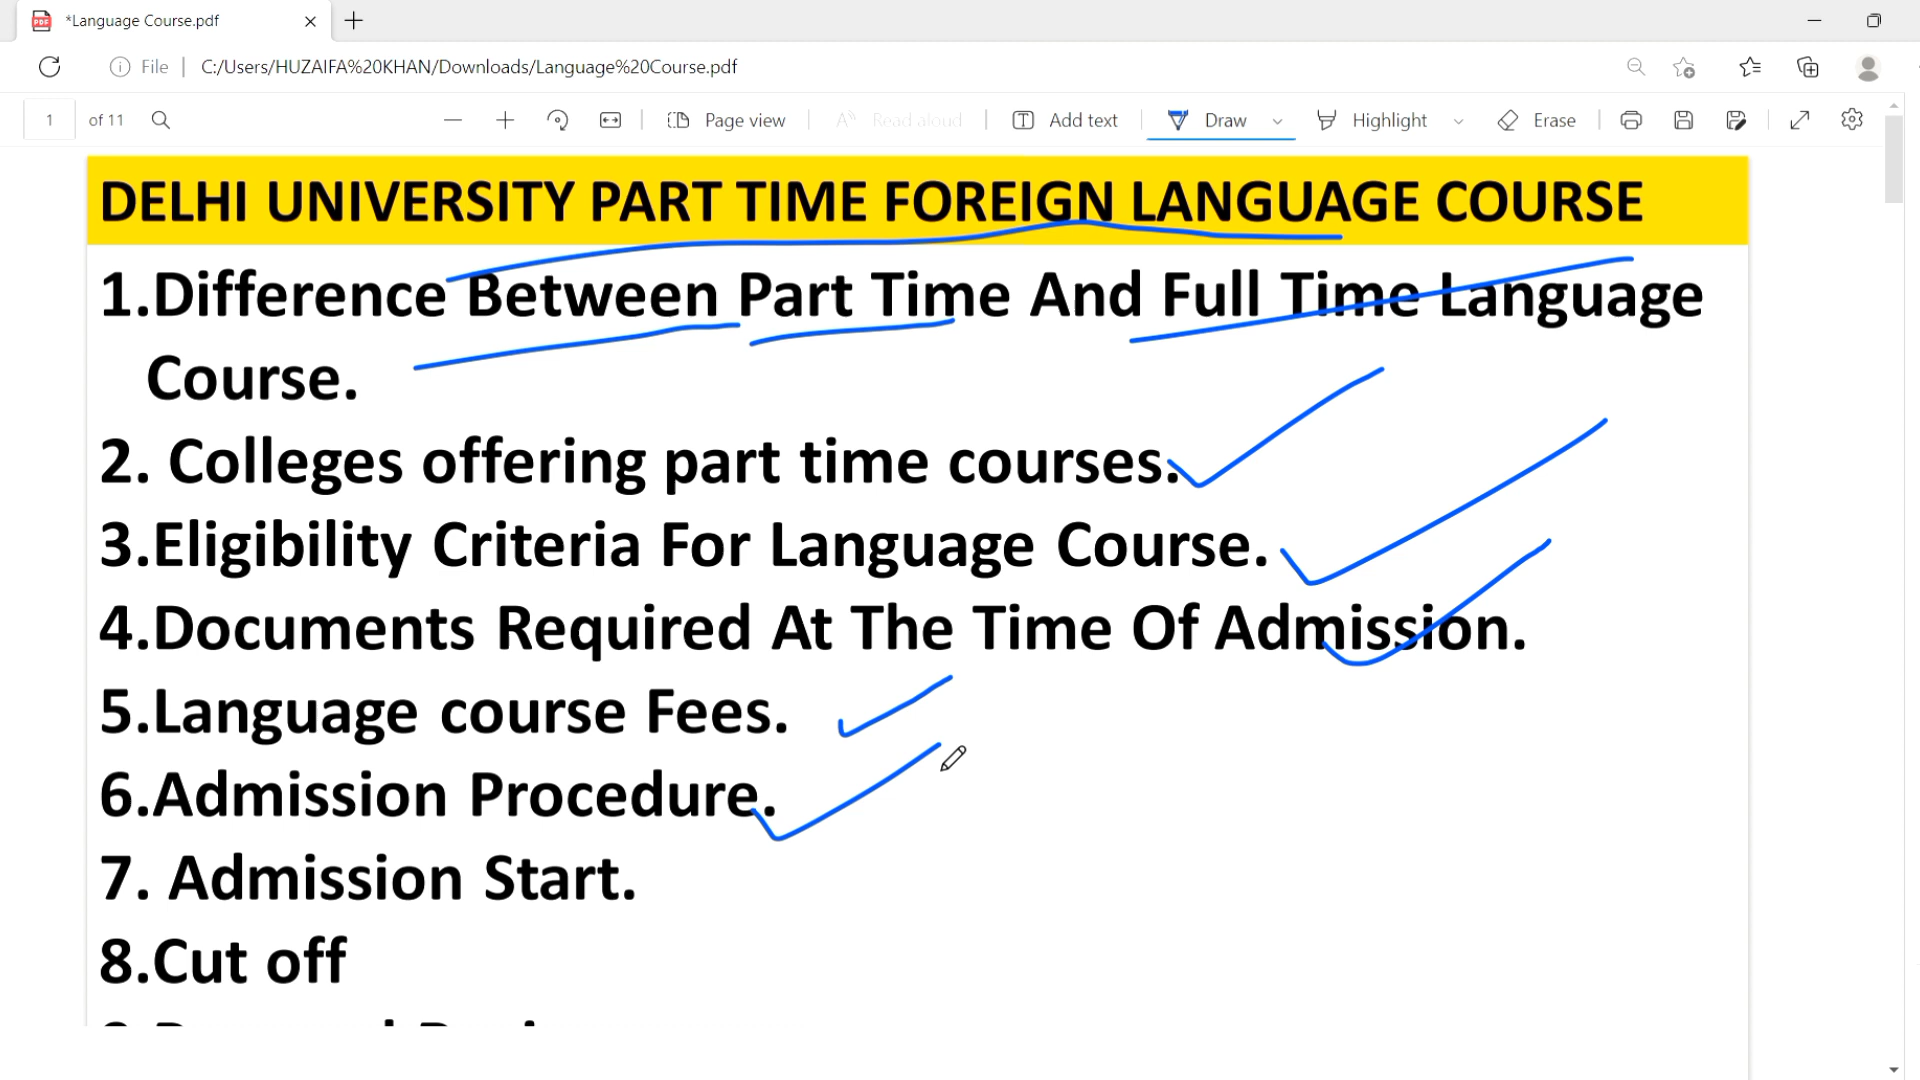 *Language Course.pdf
File C:/Users/HUZAIFA%20KHAN/Downloads/Language%20Course.pdf
1 of 11 Page view Read aloud Add text Draw Highlight Erase
DELHI UNIVERSITY PART TIME FOREIGN LANGUAGE COURSE
1.Difference Between Part Time And Full Time Language
Course.
2. Colleges offering part time courses.
3.Eligibility Criteria For Language Course.
4.Documents Required At The Time Of Admission.
5.Language course Fees.
6.Admission Procedure.
7. Admission Start.
8.Cut off